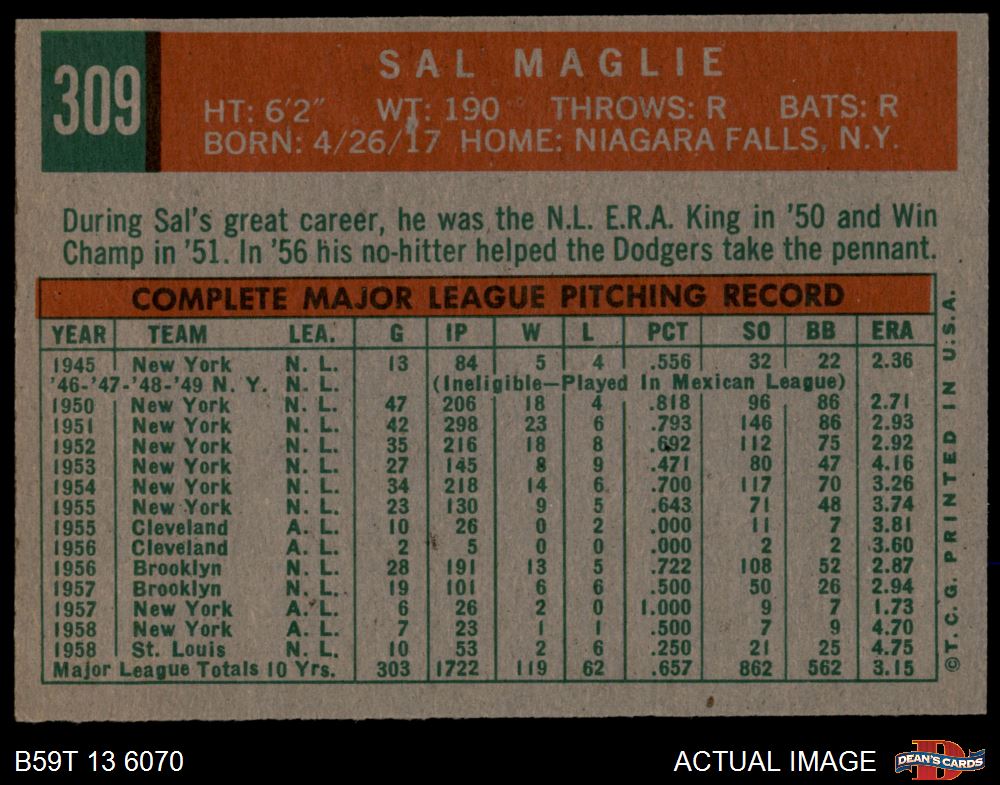 309
SAL MAGLIE
HT: 6'2" WT: 190 THROWS: R BATS: R
BORN: 4/26/17 HOME: NIAGARA FALLS, N.Y.
During Sal's great career, he was the N.L. E.R.A. King in '50 and Win
Champ in '51. In '56 his no-hitter helped the Dodgers take the pennant.
COMPLETE MAJOR LEAGUE PITCHING RECORD
YEAR TEAM LEA. G IP W L PCT SO BB ERA
1945 New York N. L. 13 84 5 4 .556 32 22 2.36
'46-'47-'48-'49 N. Y. N. L. (Ineligible—Played In Mexican League)
1950 New York N. L. 47 206 18 4 .818 96 86 2.71
1951 New York N. L. 42 298 23 6 .793 146 86 2.93
1952 New York N. L. 35 216 18 8 .692 112 75 2.92
1953 New York N. L. 27 145 8 9 .471 80 47 4.16
1954 New York N. L. 34 218 14 6 .700 117 70 3.26
1955 New York N. L. 23 130 9 5 .643 71 48 3.74
1955 Cleveland A. L. 10 26 0 2 .000 11 7 3.81
1956 Cleveland A. L. 2 5 0 0 .000 2 2 3.60
1956 Brooklyn N. L. 28 191 13 5 .722 108 52 2.87
1957 Brooklyn N. L. 19 101 6 6 .500 50 26 2.94
1957 New York A. L. 6 26 2 0 1.000 9 7 1.73
1958 New York A. L. 7 23 1 1 .500 7 9 4.70
1958 St. Louis N. L. 10 53 2 6 .250 21 25 4.75
Major League Totals 10 Yrs. 303 1722 119 62 .657 862 562 3.15
©T. C. G. PRINTED IN U.S.A.
B59T 13 6070
ACTUAL IMAGE
D
DEAN'S CARDS